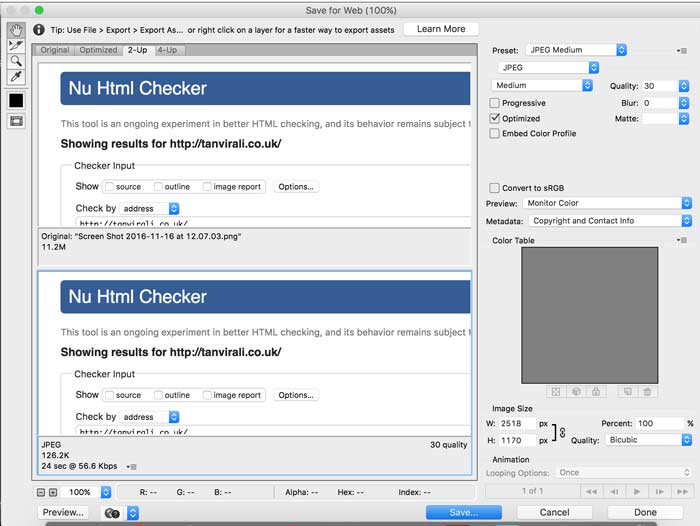 Save for Web (100%)
Tip: Use File > Export > Export As... or right click on a layer for a faster way to export assets
Learn More
Original Optimized 2-Up 4-Up
Nu Html Checker
This tool is an ongoing experiment in better HTML checking, and its behavior remains subject t
Showing results for http://tanvirali.co.uk/
Checker Input
Show source outline image report Options...
Check by address
http://tanvirali.co.uk/
Original: "Screen Shot 2016-11-16 at 12.07.03.png"
11.2M
Nu Html Checker
This tool is an ongoing experiment in better HTML checking, and its behavior remains subject t
Showing results for http://tanvirali.co.uk/
Checker Input
Show source outline image report Options...
Check by address
http://tanvirali.co.uk/
JPEG 30 quality
126.2K
24 sec @ 56.6 Kbps
100% R: -- G: -- B: -- Alpha: -- Hex: -- Index: --
Preview...
Preset: JPEG Medium
JPEG
Medium Quality: 30
Progressive Blur: 0
Optimized Matte:
Embed Color Profile
Convert to sRGB
Preview: Monitor Color
Metadata: Copyright and Contact Info
Color Table
Image Size
W: 2518 px Percent: 100 %
H: 1170 px Quality: Bicubic
Animation
Looping Options: Once
1 of 1
Save... Cancel Done